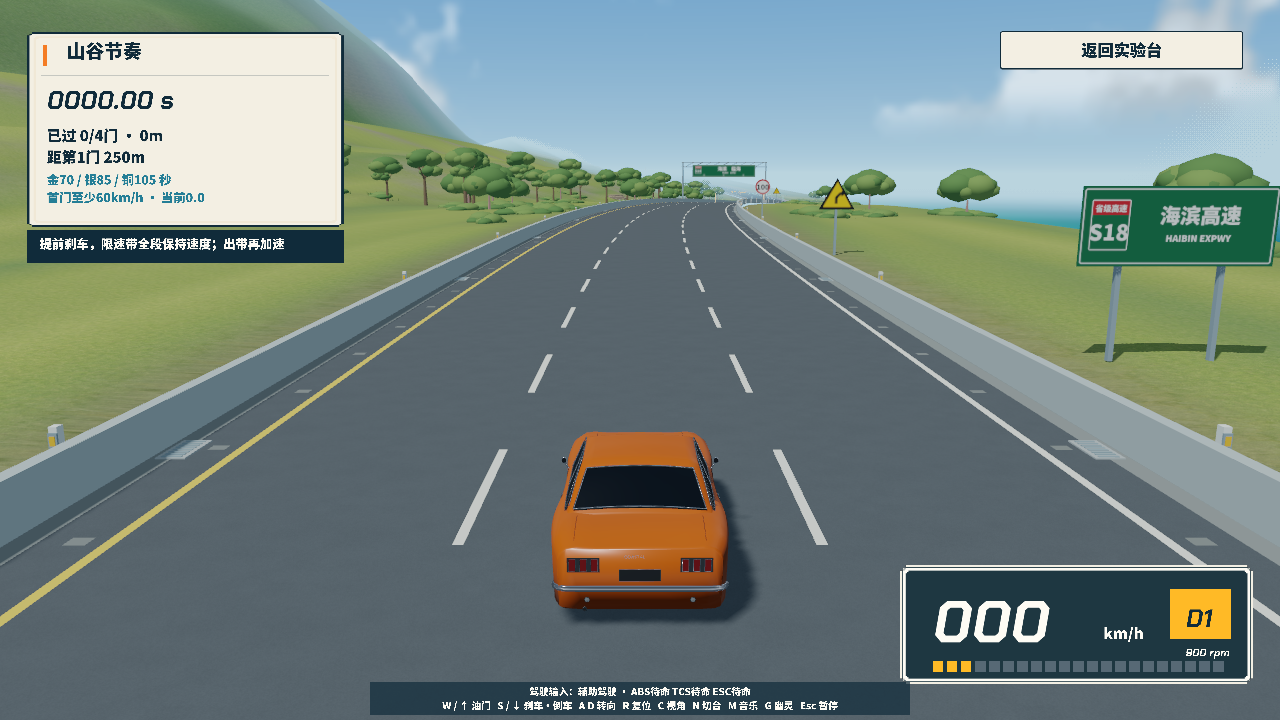 山谷节奏
0000.00 s
已过 0/4门 · 0m
距第1门 250m
金70 / 银85 / 铜105 秒
首门至少60km/h · 当前0.0
提前刹车，限速带全段保持速度；出带再加速
返回实验台
100
省级高速
S18
海滨高速
HAIBIN EXPWY
000 km/h
D1
900 rpm
驾驶输入：辅助驾驶 · ABS待命 TCS待命 ESC待命
W / ↑ 油门 S / ↓ 刹车·倒车 A D 转向 R 复位 C 视角 N 切台 M 音乐 G 幽灵 Esc 暂停